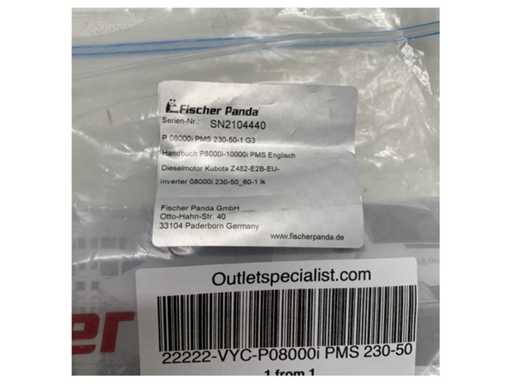 Fischer Panda
Serien-Nr.: SN2104440
P 08000i PMS 230-50-1 G3
Handbuch P8000i-10000i PMS Englisch
Dieselmotor Kubota Z482-E2B-EU-
inverter 08000i 230-50_60-1 lk
Fischer Panda GmbH
Otto-Hahn-Str. 40
33104 Paderborn Germany
www.fischerpanda.de
Outletspecialist.com
cher
22222-VYC-P08000i PMS 230-50
1 from 1